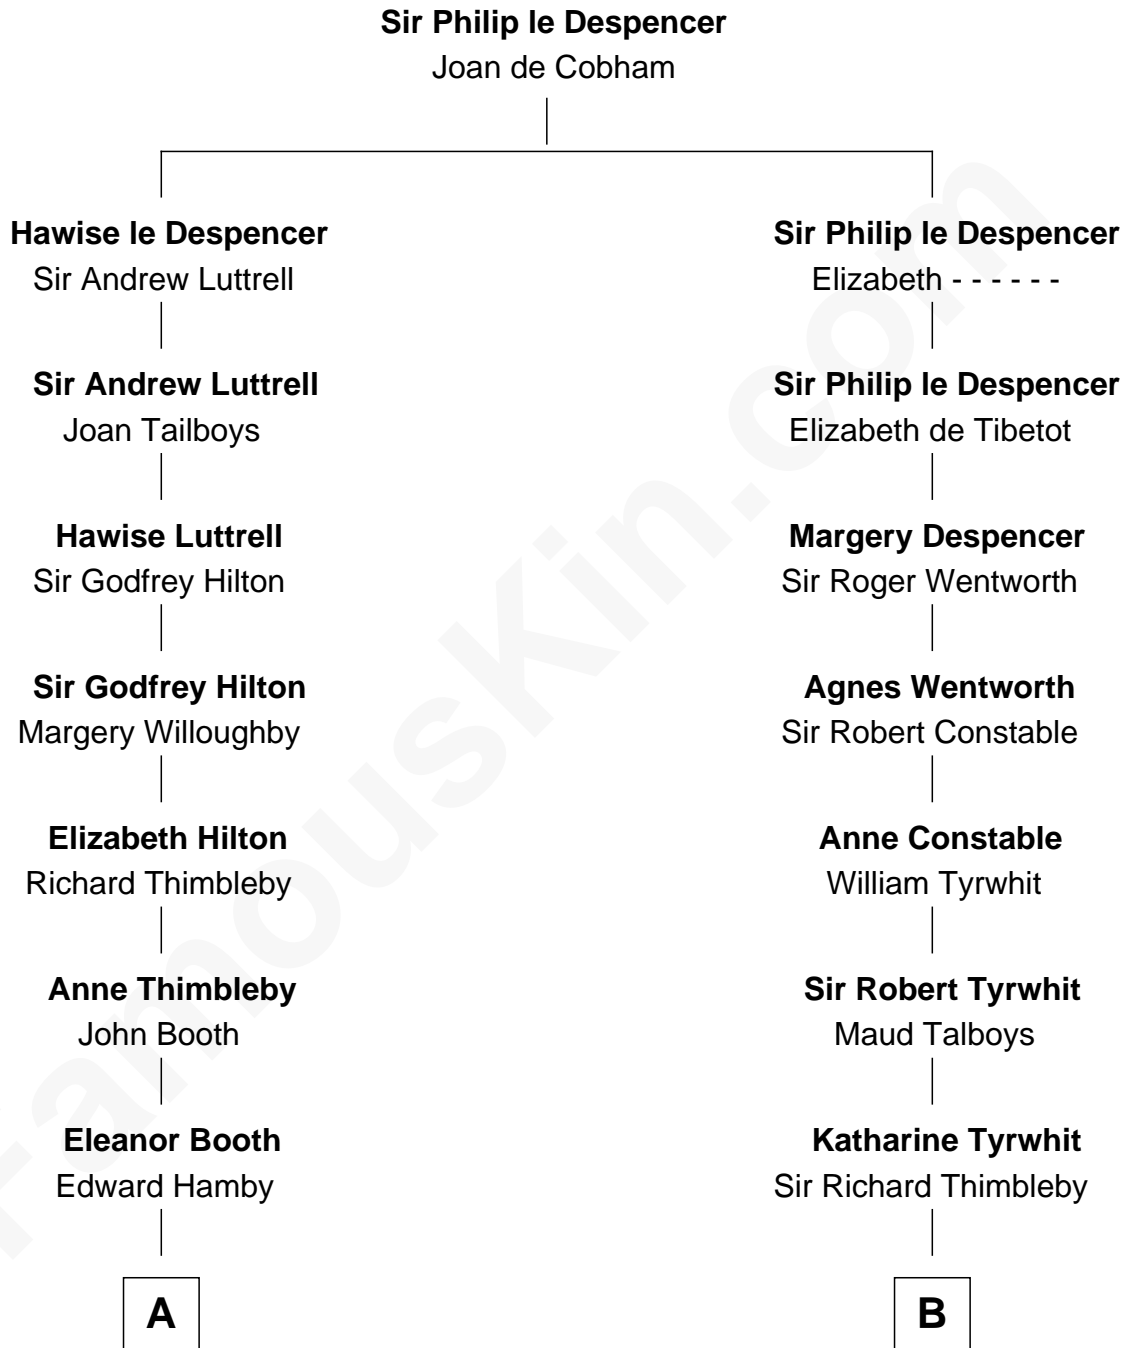 Sir Philip le Despencer
Joan de Cobham
Hawise le Despencer
Sir Andrew Luttrell
Sir Philip le Despencer
Elizabeth - - - - - -
Sir Andrew Luttrell
Joan Tailboys
Sir Philip le Despencer
Elizabeth de Tibetot
Hawise Luttrell
Sir Godfrey Hilton
Margery Despencer
Sir Roger Wentworth
Sir Godfrey Hilton
Margery Willoughby
Agnes Wentworth
Sir Robert Constable
Elizabeth Hilton
Richard Thimbleby
Anne Constable
William Tyrwhit
Anne Thimbleby
John Booth
Sir Robert Tyrwhit
Maud Talboys
Eleanor Booth
Edward Hamby
Katharine Tyrwhit
Sir Richard Thimbleby
A
B
FamousKin.com